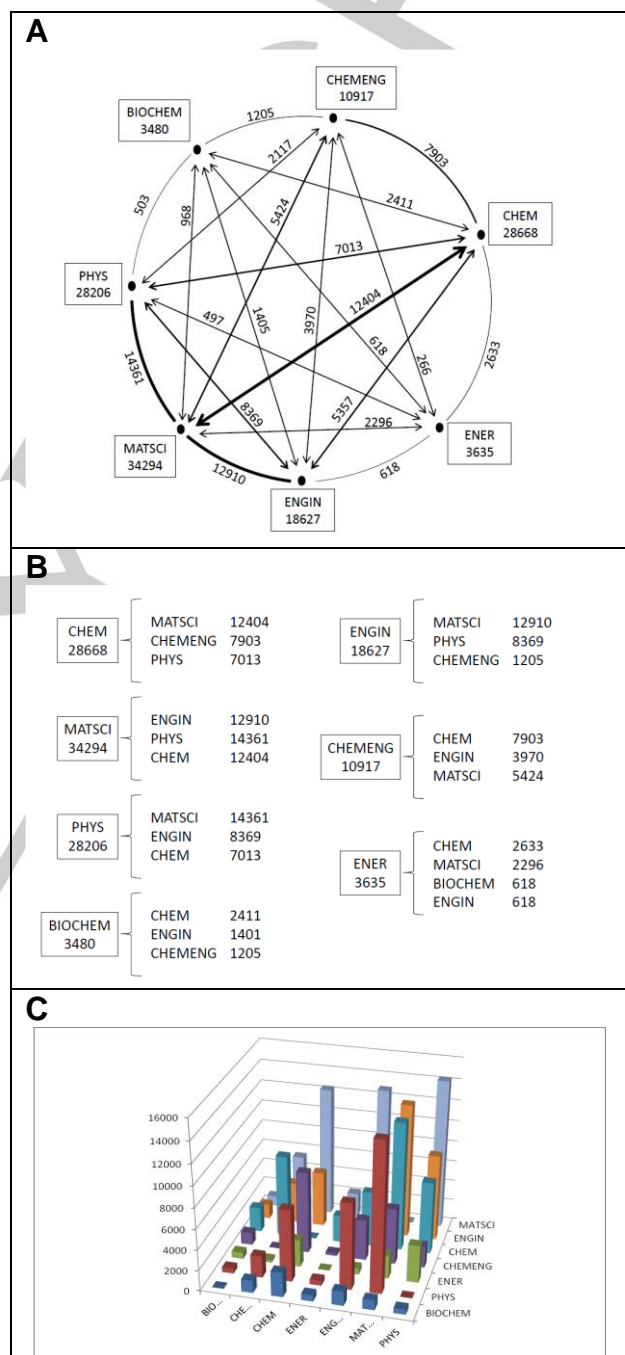 A
CHEMENG
10917
BIOCHEM
3480
1205
2117
7903
503
968
5424
2411
CHEM
28668
7013
PHYS
28206
12404
497
1405
3970
618
266
2633
14361
8369
5357
2296
MATSCI
34294
ENER
3635
12910
618
ENGIN
18627
B
CHEM
28668
MATSCI 12404
CHEMENG 7903
PHYS 7013
MATSCI
34294
ENGIN 12910
PHYS 14361
CHEM 12404
PHYS
28206
MATSCI 14361
ENGIN 8369
CHEM 7013
BIOCHEM
3480
CHEM 2411
ENGIN 1401
CHEMENG 1205
ENGIN
18627
MATSCI 12910
PHYS 8369
CHEMENG 1205
CHEMENG
10917
CHEM 7903
ENGIN 3970
MATSCI 5424
ENER
3635
CHEM 2633
MATSCI 2296
BIOCHEM 618
ENGIN 618
C
16000
14000
12000
10000
8000
6000
4000
2000
0
BIO...
CHE...
CHEM
ENER
ENG...
MAT...
PHYS
MATSCI
ENGIN
CHEM
CHEMENG
ENER
PHYS
BIOCHEM